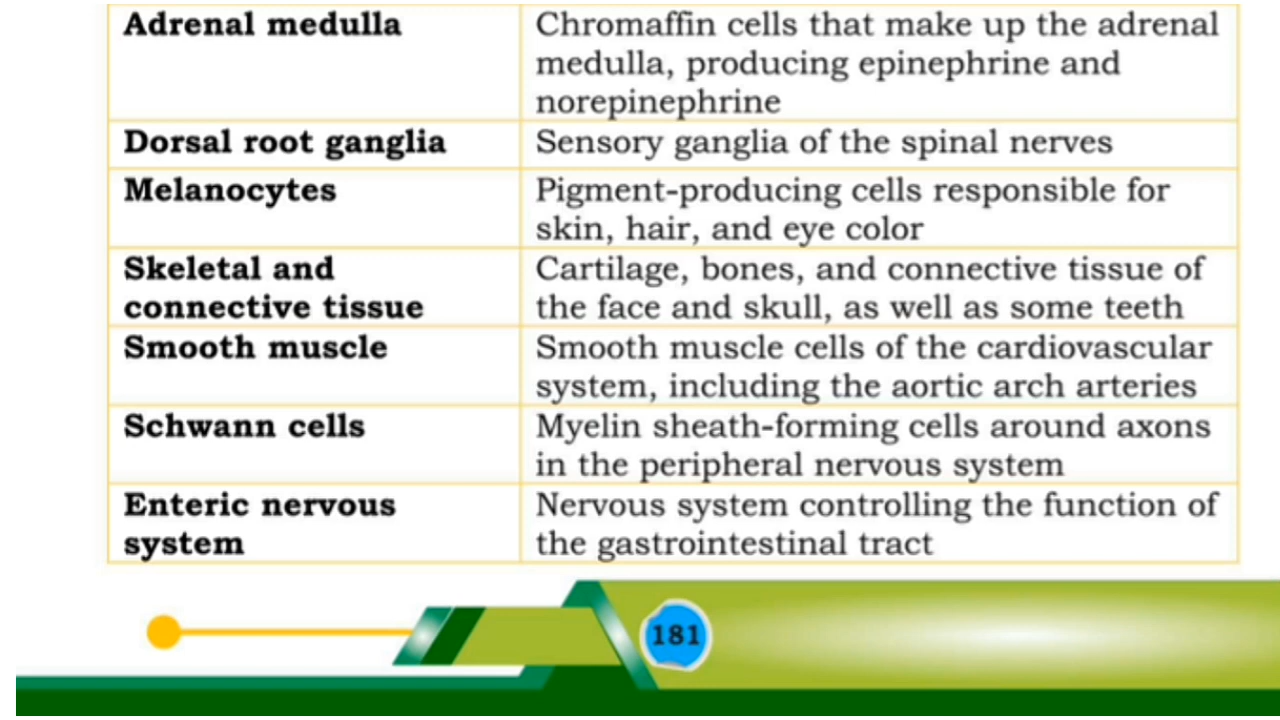 Adrenal medulla
Chromaffin cells that make up the adrenal
medulla, producing epinephrine and
norepinephrine
Dorsal root ganglia
Sensory ganglia of the spinal nerves
Melanocytes
Pigment-producing cells responsible for
skin, hair, and eye color
Skeletal and
connective tissue
Cartilage, bones, and connective tissue of
the face and skull, as well as some teeth
Smooth muscle
Smooth muscle cells of the cardiovascular
system, including the aortic arch arteries
Schwann cells
Myelin sheath-forming cells around axons
in the peripheral nervous system
Enteric nervous
system
Nervous system controlling the function of
the gastrointestinal tract
181